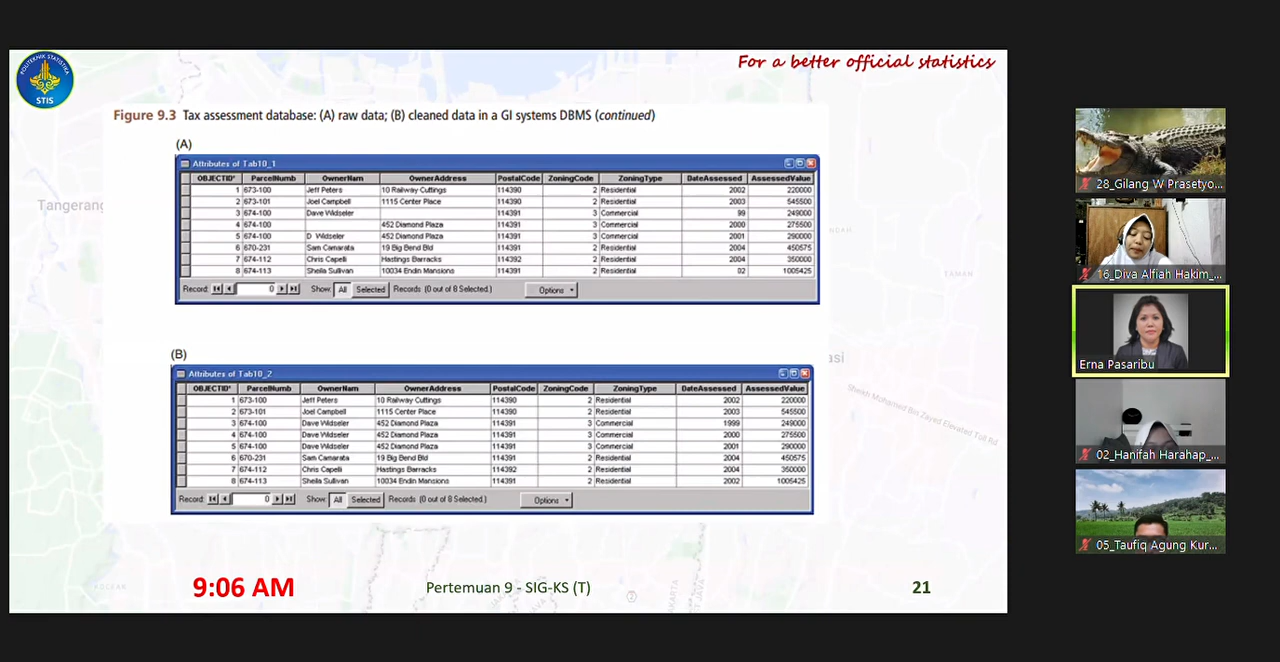 POLITEKNIK STATISTIKA
STIS
For a better official statistics
Figure 9.3 Tax assessment database: (A) raw data; (B) cleaned data in a GI systems DBMS (continued)
(A)
Attributes of Tab10_1
OBJECTID* ParcelNumb OwnerNam OwnerAddress PostalCode ZoningCode ZoningType DateAssessed AssessedValue
1 673-100 Jeff Peters 10 Railway Cuttings 114390 2 Residential 2002 220000
2 673-101 Joel Campbell 1115 Center Place 114390 2 Residential 2003 545500
3 674-100 Dave Widseler 114391 3 Commercial 99 249000
4 674-100 452 Diamond Plaza 114391 3 Commercial 2000 275500
5 674-100 D Widseler 452 Diamond Plaza 114391 3 Commercial 2001 290000
6 670-231 Sam Camarata 19 Big Bend Bld 114391 2 Residential 2004 450575
7 674-112 Chris Capelli Hastings Barracks 114392 2 Residential 2004 350000
8 674-113 Sheila Sullivan 10034 Endin Mansions 114391 2 Residential 02 1005425
Record: 0 Show: All Selected Records (0 out of 8 Selected.) Options
(B)
Attributes of Tab10_2
OBJECTID* ParcelNumb OwnerNam OwnerAddress PostalCode ZoningCode ZoningType DateAssessed AssessedValue
1 673-100 Jeff Peters 10 Railway Cuttings 114390 2 Residential 2002 220000
2 673-101 Joel Campbell 1115 Center Place 114390 2 Residential 2003 545500
3 674-100 Dave Widseler 452 Diamond Plaza 114391 3 Commercial 1999 249000
4 674-100 Dave Widseler 452 Diamond Plaza 114391 3 Commercial 2000 275500
5 674-100 Dave Widseler 452 Diamond Plaza 114391 3 Commercial 2001 290000
6 670-231 Sam Camarata 19 Big Bend Bld 114391 2 Residential 2004 450575
7 674-112 Chris Capelli Hastings Barracks 114392 2 Residential 2004 350000
8 674-113 Sheila Sullivan 10034 Endin Mansions 114391 2 Residential 2002 1005425
Record: 0 Show: All Selected Records (0 out of 8 Selected.) Options
Tangerang
Sheikh Mohamed Bin Zayed Elevated Toll Rd
9:06 AM
Pertemuan 9 - SIG-KS (T)
21
28_Gilang W Prasetyo...
16_Diva Alfiah Hakim_...
Erna Pasaribu
02_Hanifah Harahap_...
05_Taufiq Agung Kur...